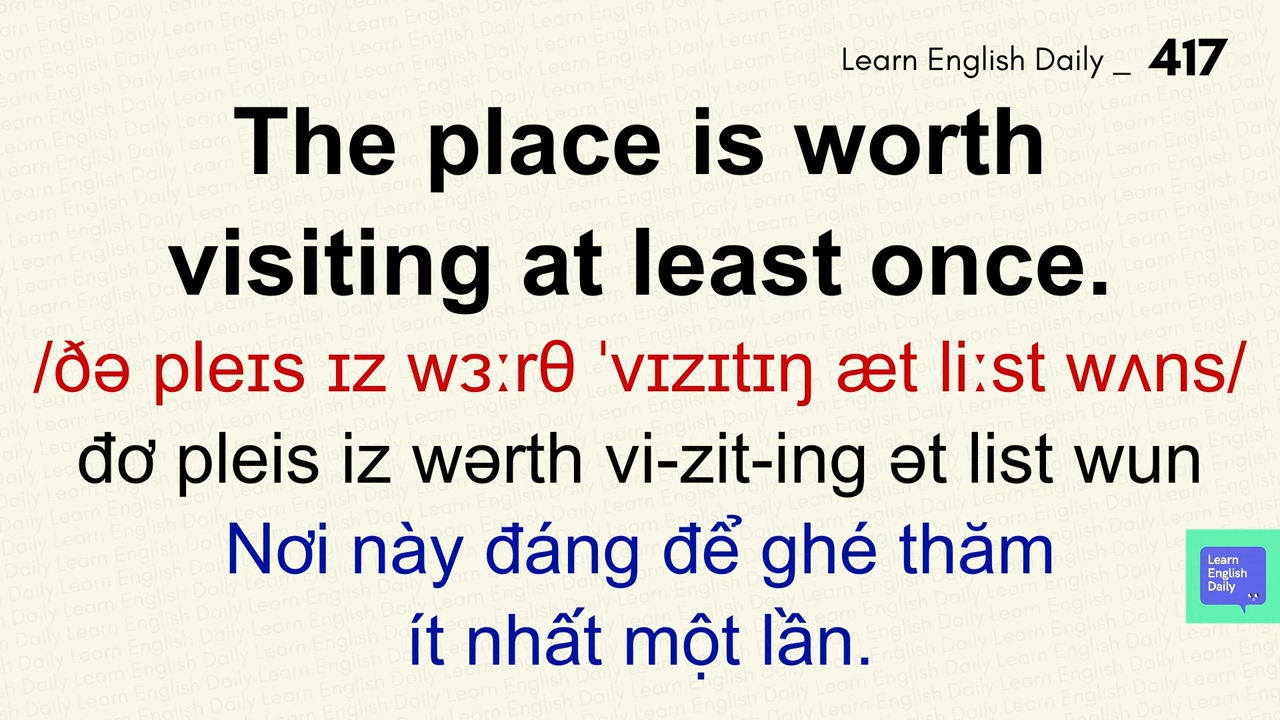 Learn English Daily _ 417
The place is worth
visiting at least once.
/ðə pleɪs ɪz wɜːrθ ˈvɪzɪtɪŋ æt liːst wʌns/
đơ pleis iz wərth vi-zit-ing ət list wun
Nơi này đáng để ghé thăm
ít nhất một lần.
Learn
English
Daily